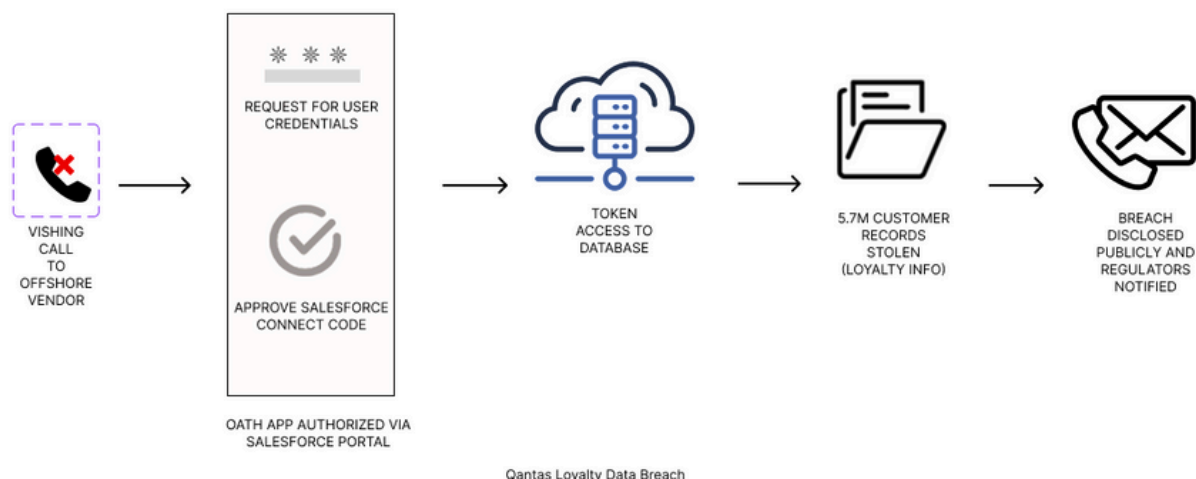 VISHING
CALL
TO
OFFSHORE
VENDOR
REQUEST FOR USER
CREDENTIALS
APPROVE SALESFORCE
CONNECT CODE
OATH APP AUTHORIZED VIA
SALESFORCE PORTAL
TOKEN
ACCESS TO
DATABASE
5.7M CUSTOMER
RECORDS
STOLEN
(LOYALTY INFO)
BREACH
DISCLOSED
PUBLICLY AND
REGULATORS
NOTIFIED
Qantas Loyalty Data Breach